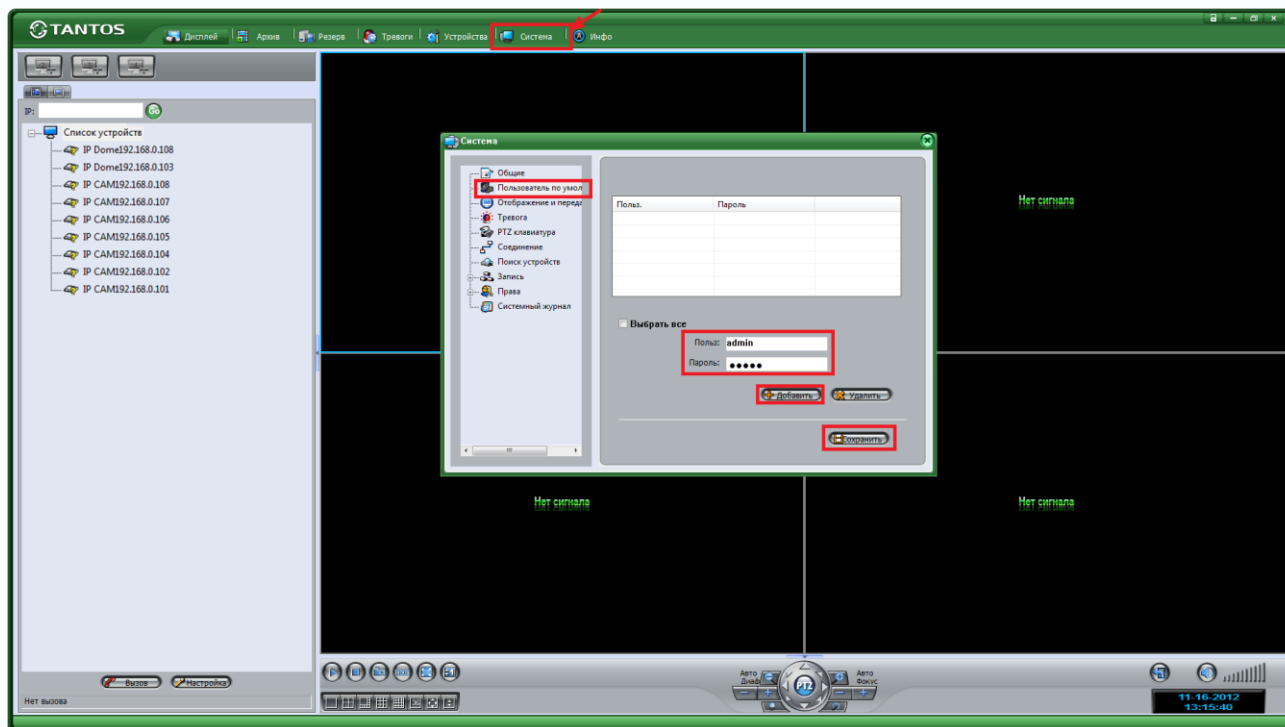 TANTOS
Дисплей
Архив
Резерв
Тревоги
Устройства
Система
Инфо
IP:
Go
Список устройств
IP Dome192.168.0.108
IP Dome192.168.0.103
IP CAM192.168.0.108
IP CAM192.168.0.107
IP CAM192.168.0.106
IP CAM192.168.0.105
IP CAM192.168.0.104
IP CAM192.168.0.102
IP CAM192.168.0.101
Система
Общие
Пользователь по умол
Отображение и переда
Тревога
PTZ клавиатура
Соединение
Поиск устройств
Запись
Права
Системный журнал
Польз. Пароль
Выбрать все
Польз: admin
Пароль: ●●●●●
Добавить
Удалить
Сохранить
Нет сигнала
Нет сигнала
Нет сигнала
Вызов
Настройка
Нет вызова
Авто
Диаф
PTZ
Авто
Фокус
11-16-2012
13:15:40